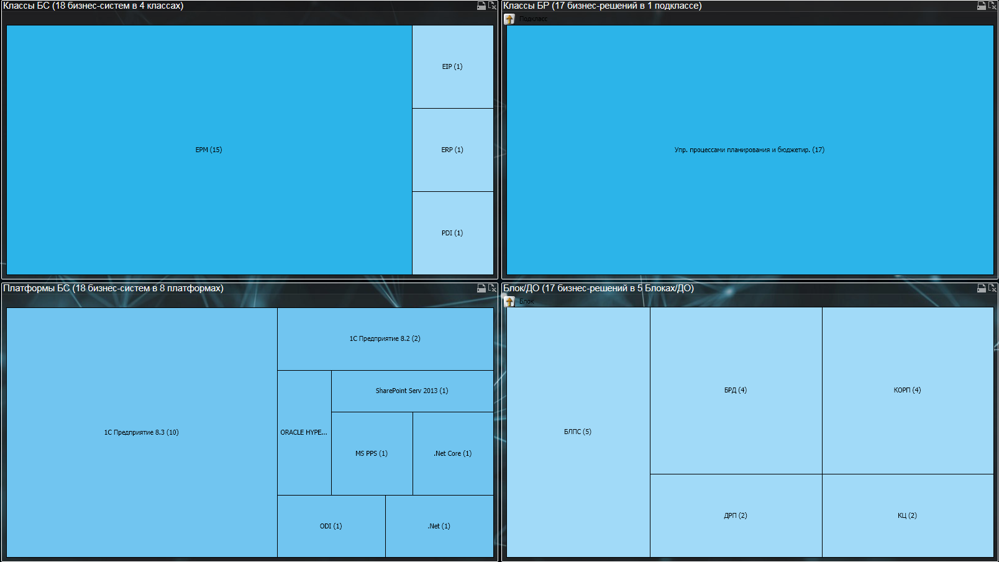 Классы БС (18 бизнес-систем в 4 классах)
EPM (15)
EIP (1)
ERP (1)
PDI (1)
Классы БР (17 бизнес-решений в 1 подклассе)
Подкласс
Упр. процессами планирования и бюджетир. (17)
Платформы БС (18 бизнес-систем в 8 платформах)
1С Предприятие 8.3 (10)
1С Предприятие 8.2 (2)
ORACLE HYPE...
SharePoint Serv 2013 (1)
MS PPS (1)
.Net Core (1)
ODI (1)
.Net (1)
Блок/ДО (17 бизнес-решений в 5 Блоках/ДО)
Блок
БЛПС (5)
БРД (4)
КОРП (4)
ДРП (2)
КЦ (2)